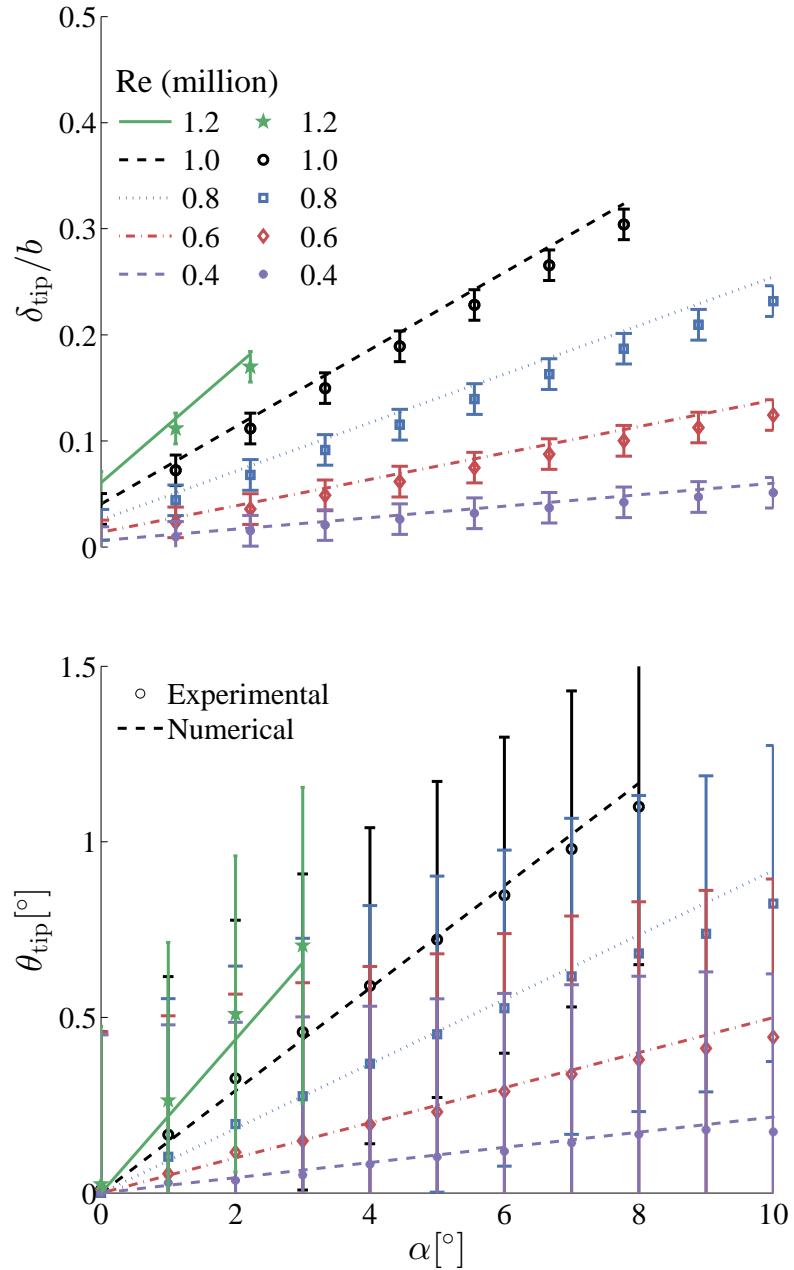 0.5
Re (million)
0.4
1.2 1.2
1.0 1.0
0.3
0.8 0.8
0.6 0.6
0.4 0.4
δtip/b
0.2
0.1
0
1.5
Experimental
Numerical
1
θtip[°]
0.5
0
0 2 4 6 8 10
α[°]